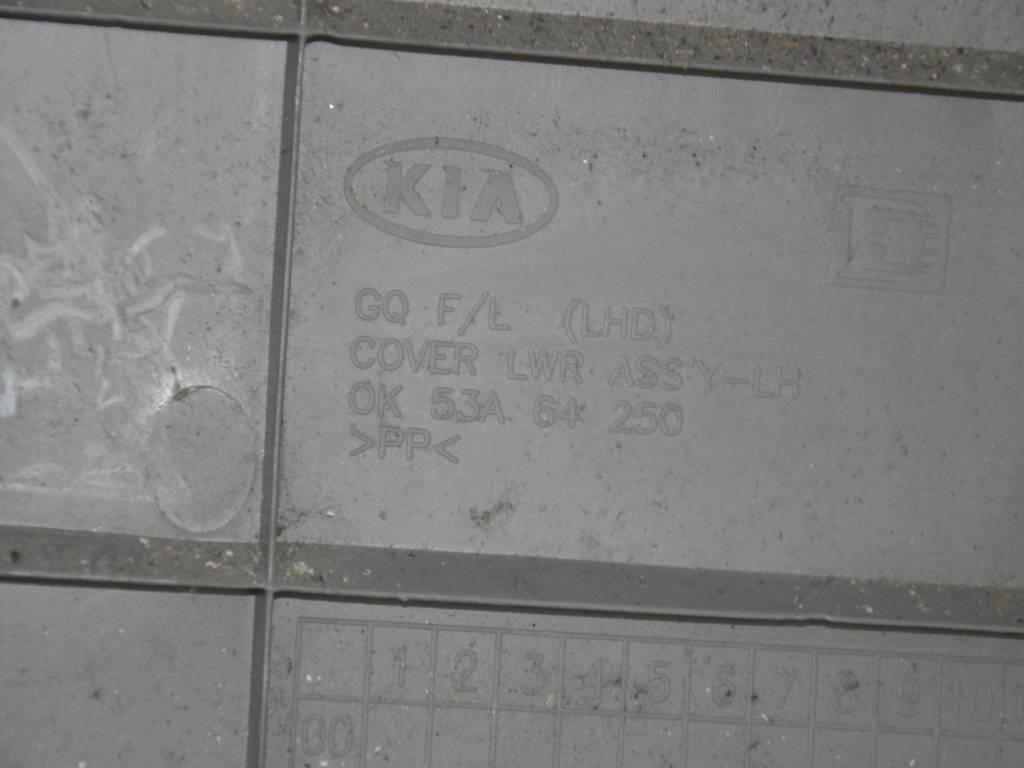 KIA
GQ F/L (LHD)
COVER LWR ASS'Y-LH
OK 53A 64 250
>PP<
1 2 3 4 5 6 7 8 9 10
00